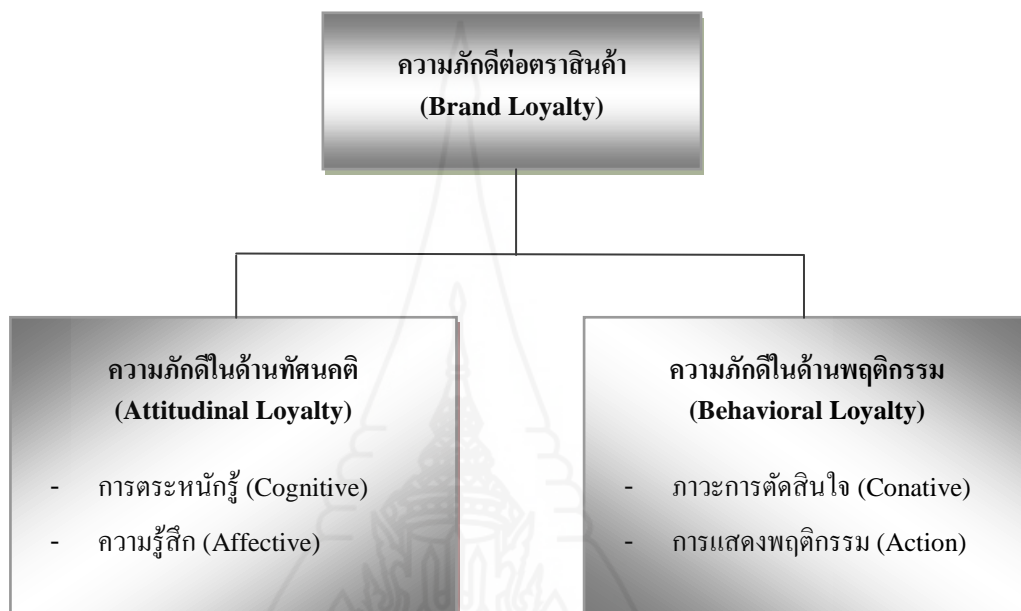 ความภักดีต่อตราสินค้า
(Brand Loyalty)
ความภักดีในด้านทัศนคติ
(Attitudinal Loyalty)
- การตระหนักรู้ (Cognitive)
- ความรู้สึก (Affective)
ความภักดีในด้านพฤติกรรม
(Behavioral Loyalty)
- ภาวะการตัดสินใจ (Conative)
- การแสดงพฤติกรรม (Action)